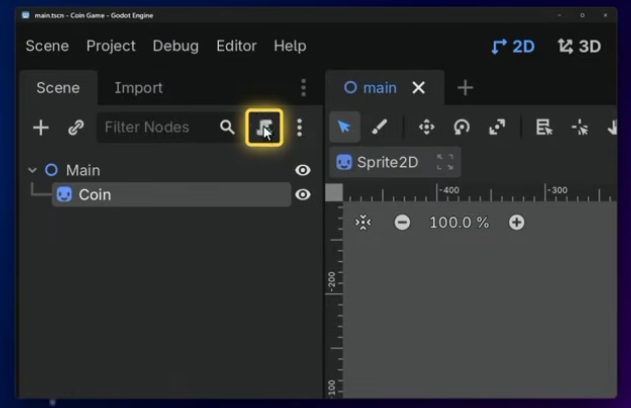 main.tscn - Coin Game - Godot Engine
Scene Project Debug Editor Help 2D 3D
Scene Import main
Filter Nodes
Main
Sprite2D
Coin
-400 -300
100.0 %
-200
-100